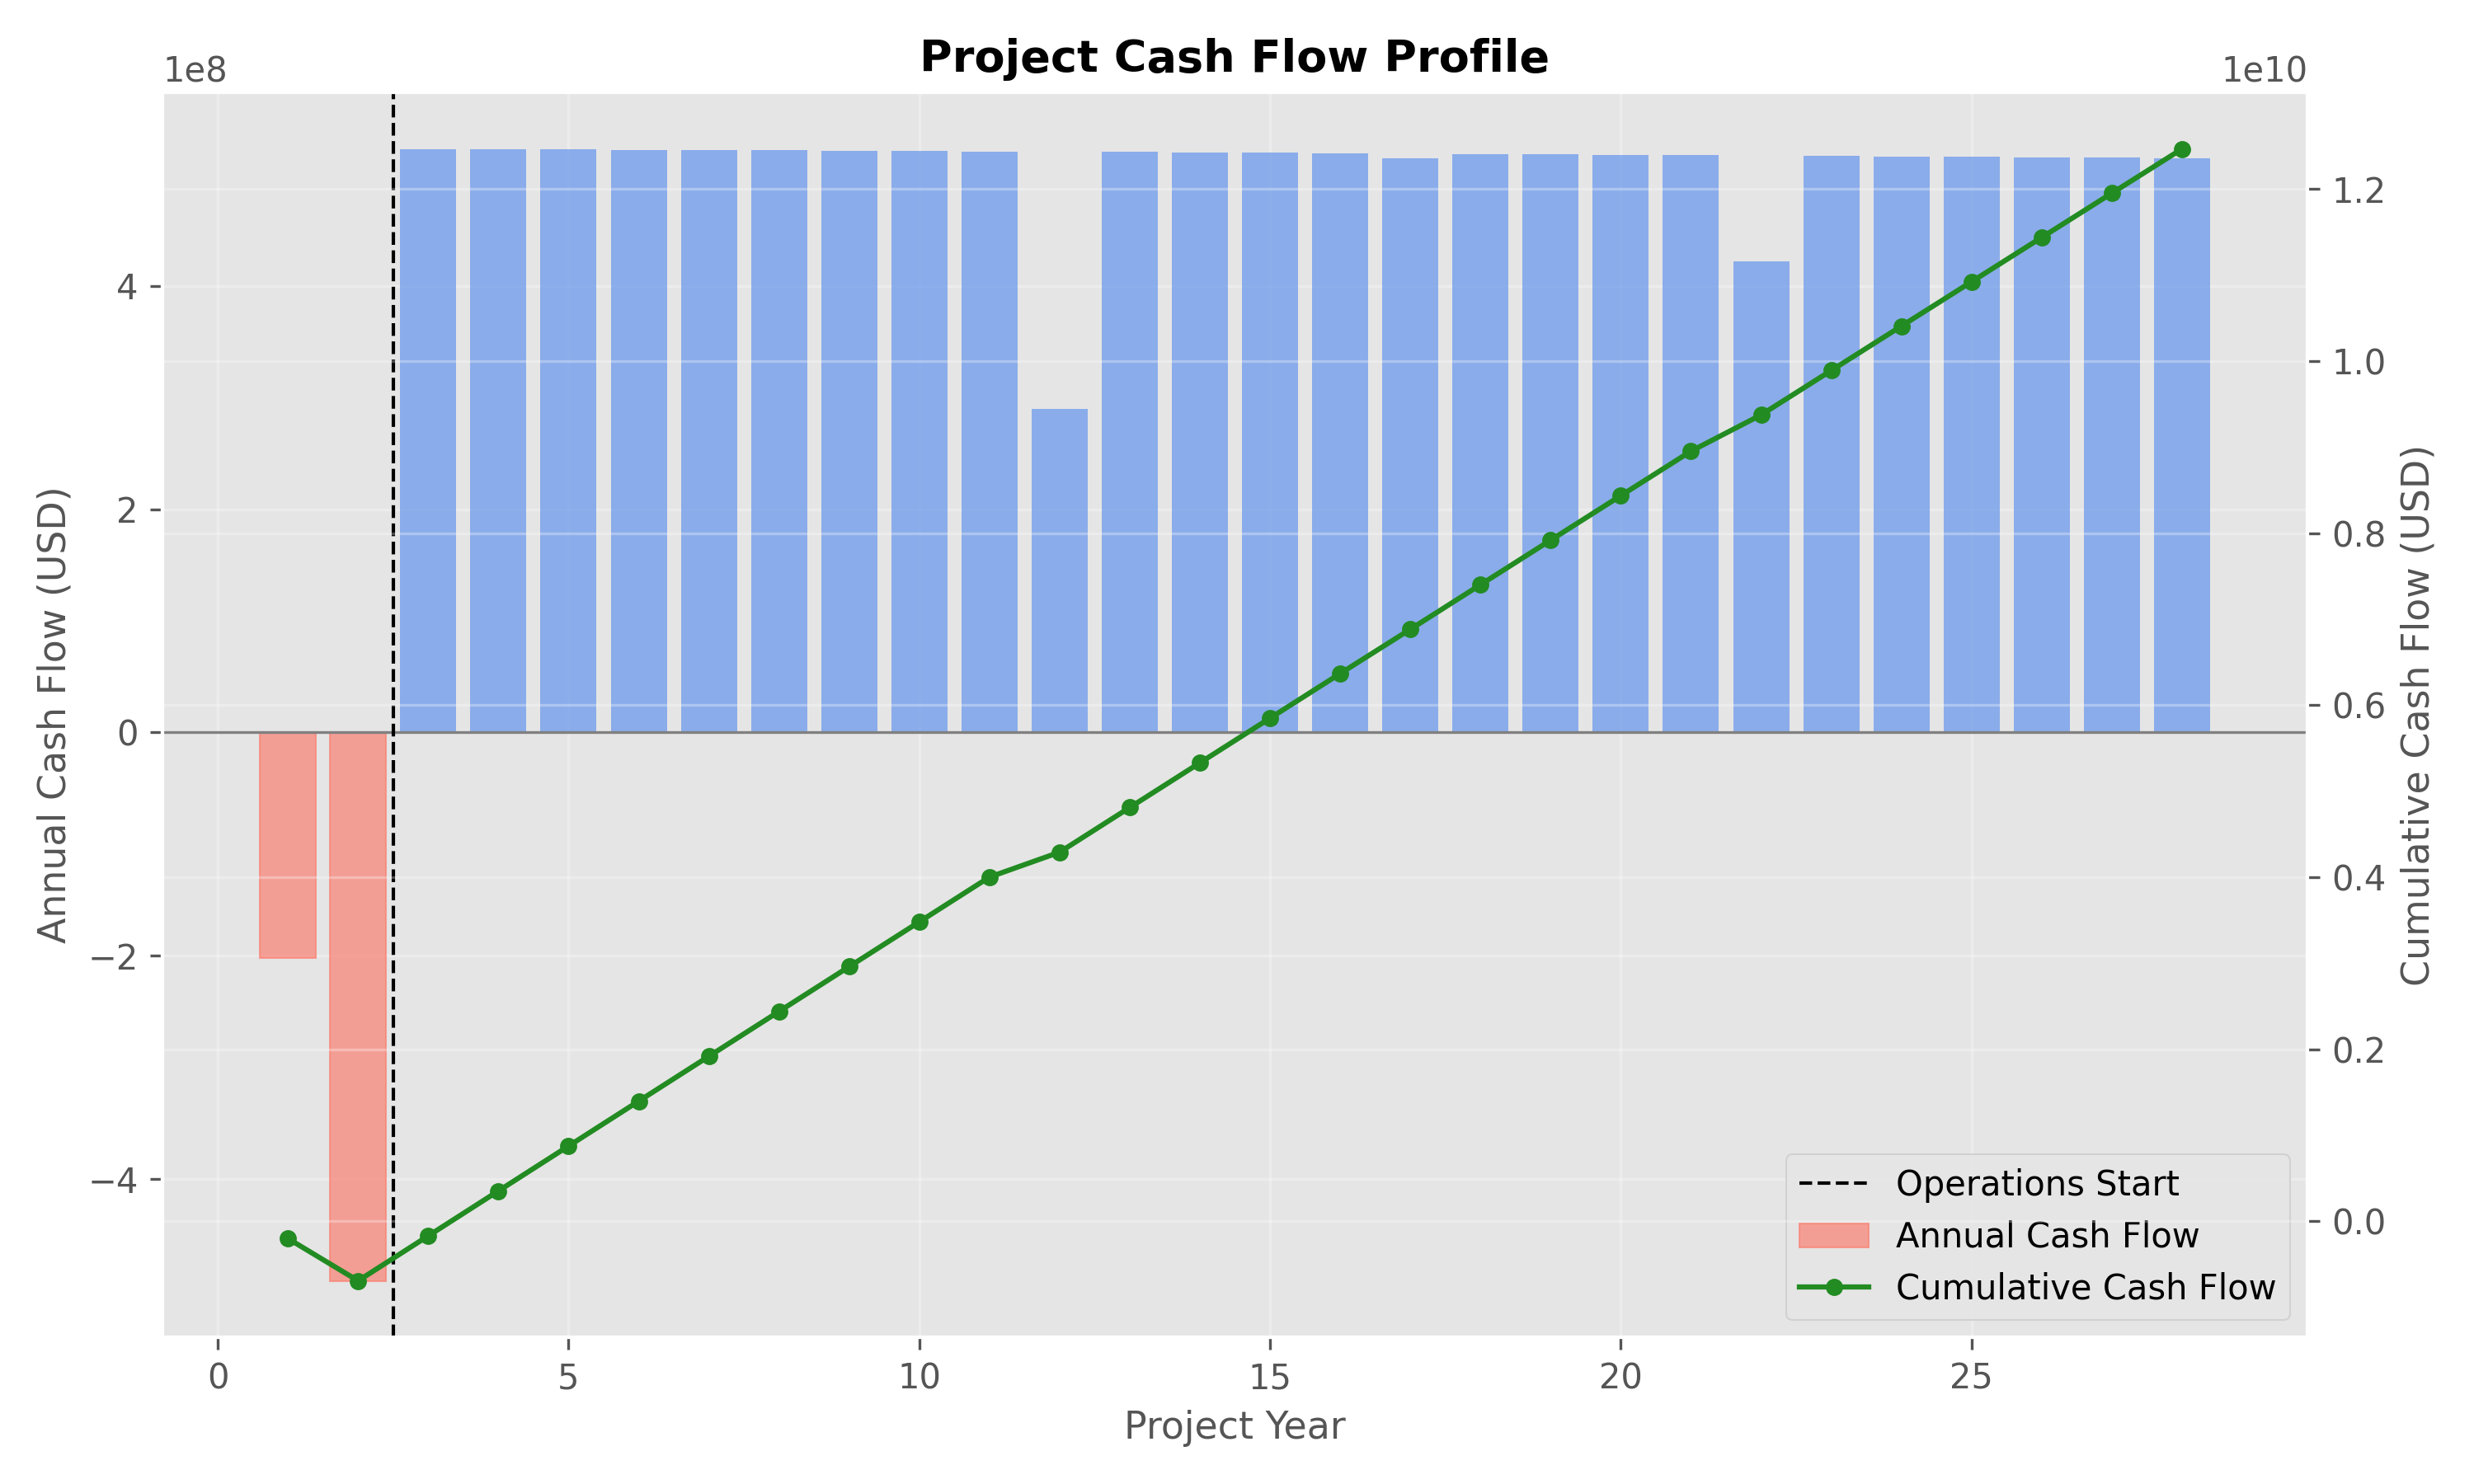 Project Cash Flow Profile
1e8
1e10
4
2
0
−2
−4
Annual Cash Flow (USD)
1.2
1.0
0.8
0.6
0.4
0.2
0.0
Cumulative Cash Flow (USD)
Operations Start
Annual Cash Flow
Cumulative Cash Flow
0 5 10 15 20 25
Project Year